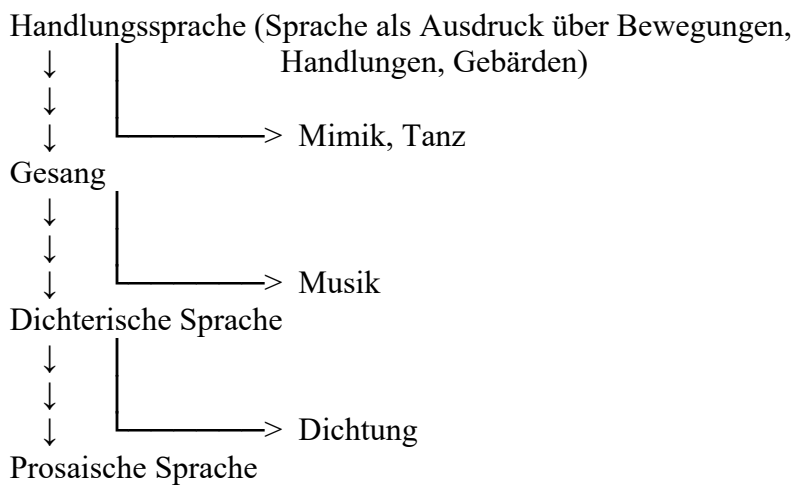 Handlungssprache (Sprache als Ausdruck über Bewegungen,
Handlungen, Gebärden)
> Mimik, Tanz
Gesang
> Musik
Dichterische Sprache
> Dichtung
Prosaische Sprache